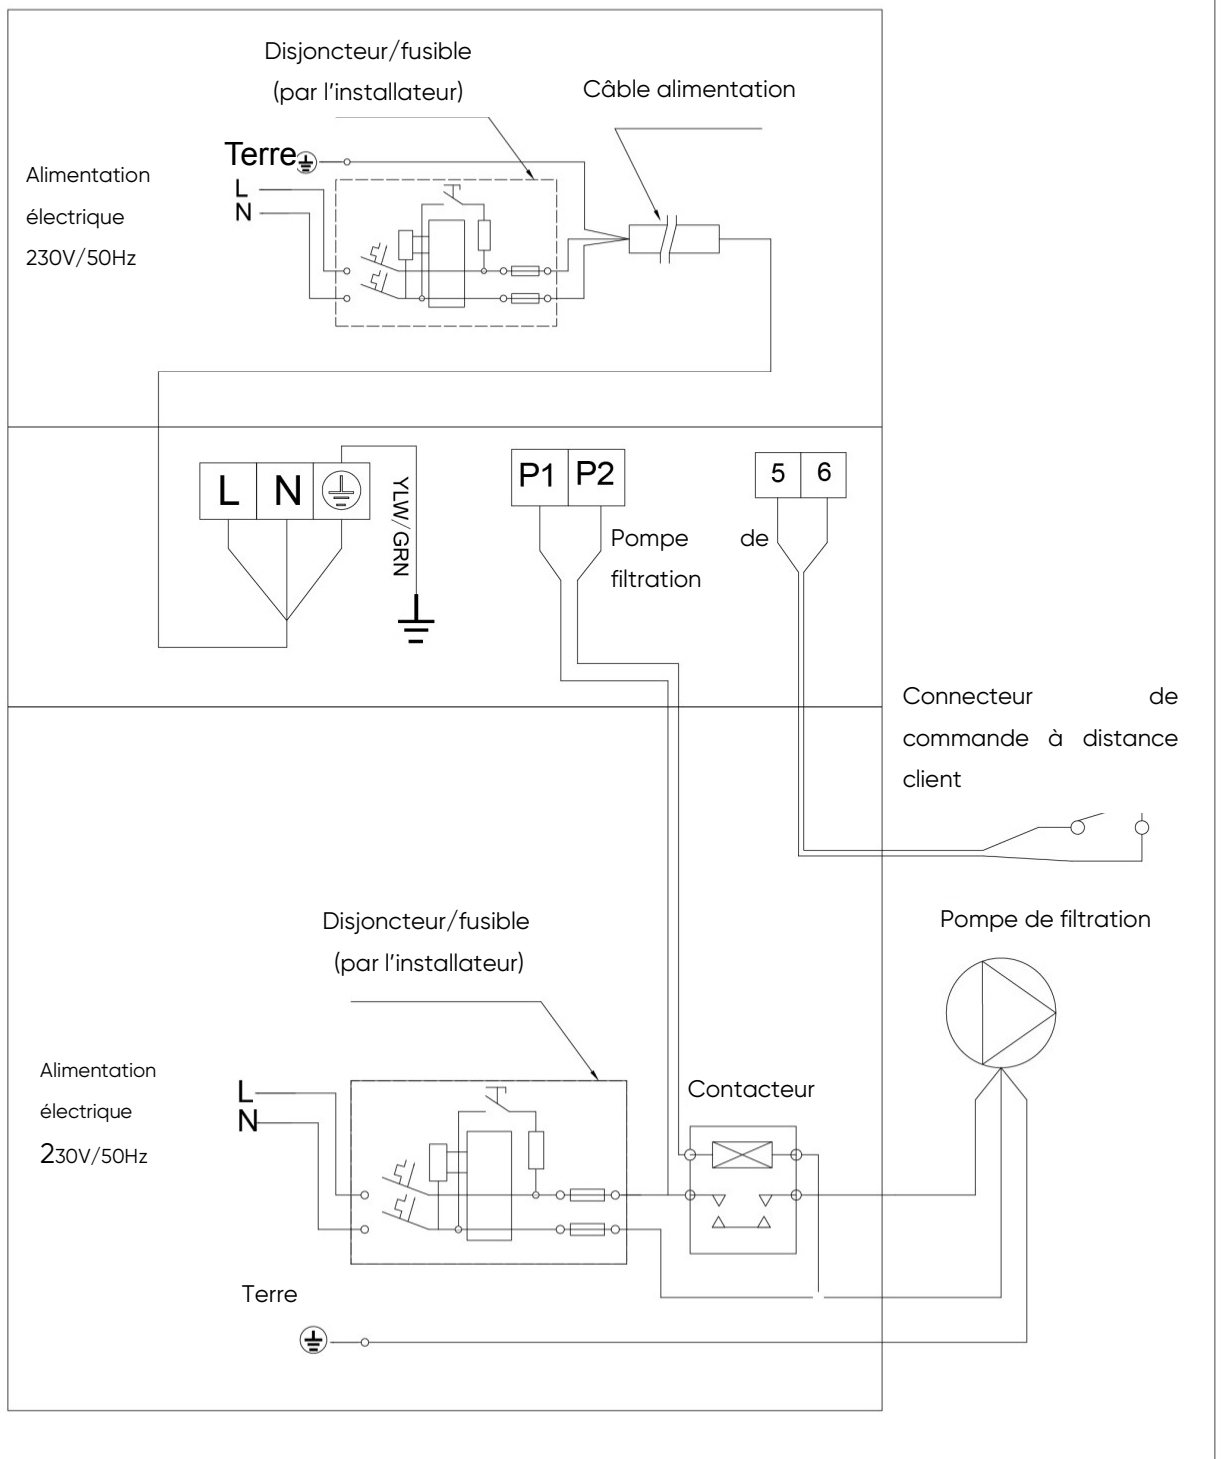 Disjoncteur/fusible
(par l'installateur)
Câble alimentation
Terre
Alimentation
électrique
230V/50Hz
L
N
L N
YLW/GRN
P1 P2
5 6
Pompe de
filtration
Connecteur de
commande à distance
client
Disjoncteur/fusible
(par l'installateur)
Pompe de filtration
Alimentation
électrique
230V/50Hz
L
N
Contacteur
Terre